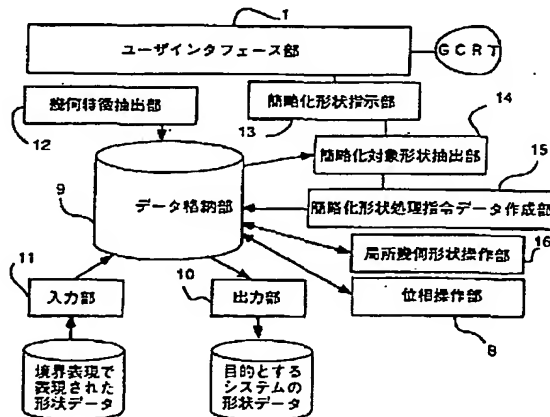 1
ユーザインタフェース部
GCRT
幾何特徴抽出部
12
簡略化形状指示部
13
14
簡略化対象形状抽出部
15
9
データ格納部
簡略化形状処理指令データ作成部
局所幾何形状操作部
16
11
入力部
10
出力部
位相操作部
8
境界表現で
表現された
形状データ
目的とする
システムの
形状データ